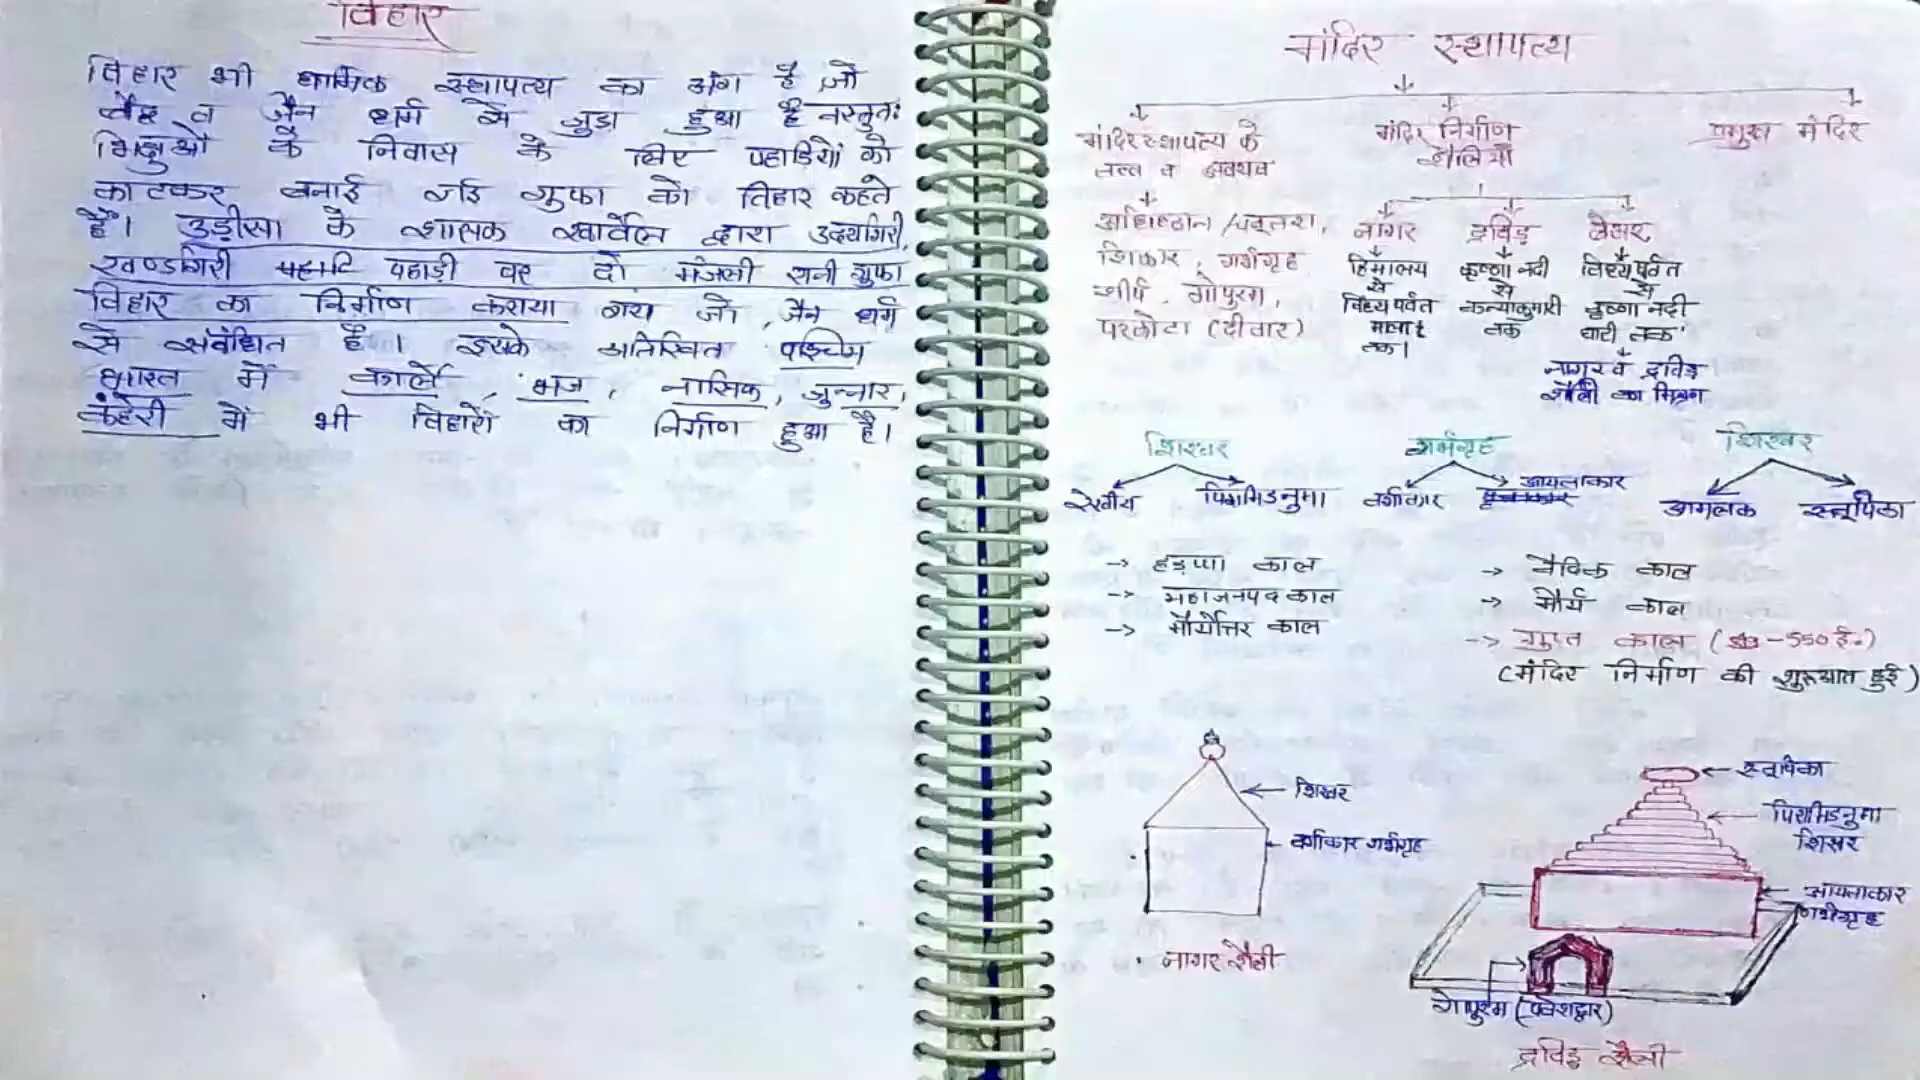 विहार
विहार भी धार्मिक स्थापत्य का अंग है जो
बौद्ध व जैन धर्म से जुडा हुआ है वस्तुतः
भिक्षुओं के निवास के लिए पहाडियों को
काटकर बनाई गई गुफा को विहार कहते
है। उड़ीसा के शासक खारवेल द्वारा उदयगिरी,
खण्डगिरी पहाडी पर दो मंजली रानी गुफा
विहार का निर्माण कराया गया जो जैन धर्म
से संबंधित है। इसके अतिरिक्त पश्चिम
भारत में कार्ले, भज, नासिक, जुन्नार,
कंहेरी में भी विहारों का निर्माण हुआ है।
मंदिर स्थापत्य
मंदिर स्थापत्य के
तत्व व अवयव
अधिष्ठान /चबूतरा,
शिखर, गर्भगृह
शीर्ष, गोपुरम,
परकोटा (दीवार)
मंदिर निर्माण
शैलियाँ
प्रमुख मंदिर
नागर द्रविड़ बेसर,
हिमालय
से
विंध्य पर्वत
माला
तक।
कृष्णा नदी
से
कन्याकुमारी
तक
विंध्य पर्वत
से
कृष्णा नदी
घाटी तक
नागर व द्रविड़
शैली का मिश्रण
शिखर
रेखीय पिरामिडनुमा
गर्भगृह
वर्गाकार आयताकार
शिखर
आमलक स्तूपिका
→ हड़प्पा काल
→ महाजनपद काल
→ मौर्योत्तर काल
→ वैदिक काल
→ मौर्य काल
→ गुप्त काल ( -550 ई.)
(मंदिर निर्माण की शुरूआत हुई)
शिखर
वर्गाकार गर्भगृह
नागर शैली
स्तूपिका
पिरामिडनुमा
शिखर
आयताकार
गर्भगृह
गोपुरम (प्रवेशद्वार)
द्रविड़ शैली